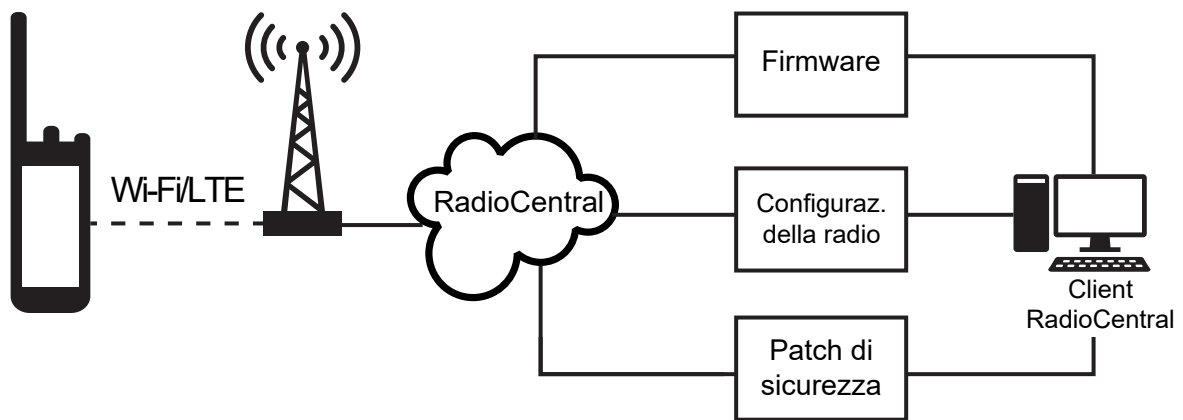 Wi-Fi/LTE
RadioCentral
Firmware
Configuraz.
della radio
Patch di
sicurezza
Client
RadioCentral